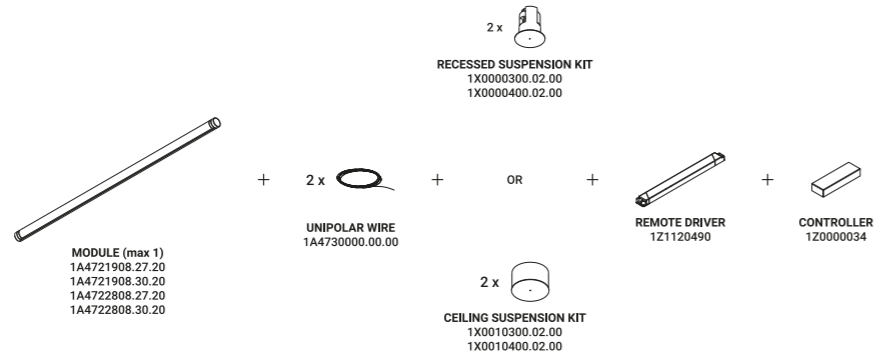 2 x
RECESSED SUSPENSION KIT
1X0000300.02.00
1X0000400.02.00
MODULE (max 1)
1A4721908.27.20
1A4721908.30.20
1A4722808.27.20
1A4722808.30.20
+
2 x
UNIPOLAR WIRE
1A4730000.00.00
+
OR
2 x
CEILING SUSPENSION KIT
1X0010300.02.00
1X0010400.02.00
+
REMOTE DRIVER
1Z1120490
+
CONTROLLER
1Z0000034